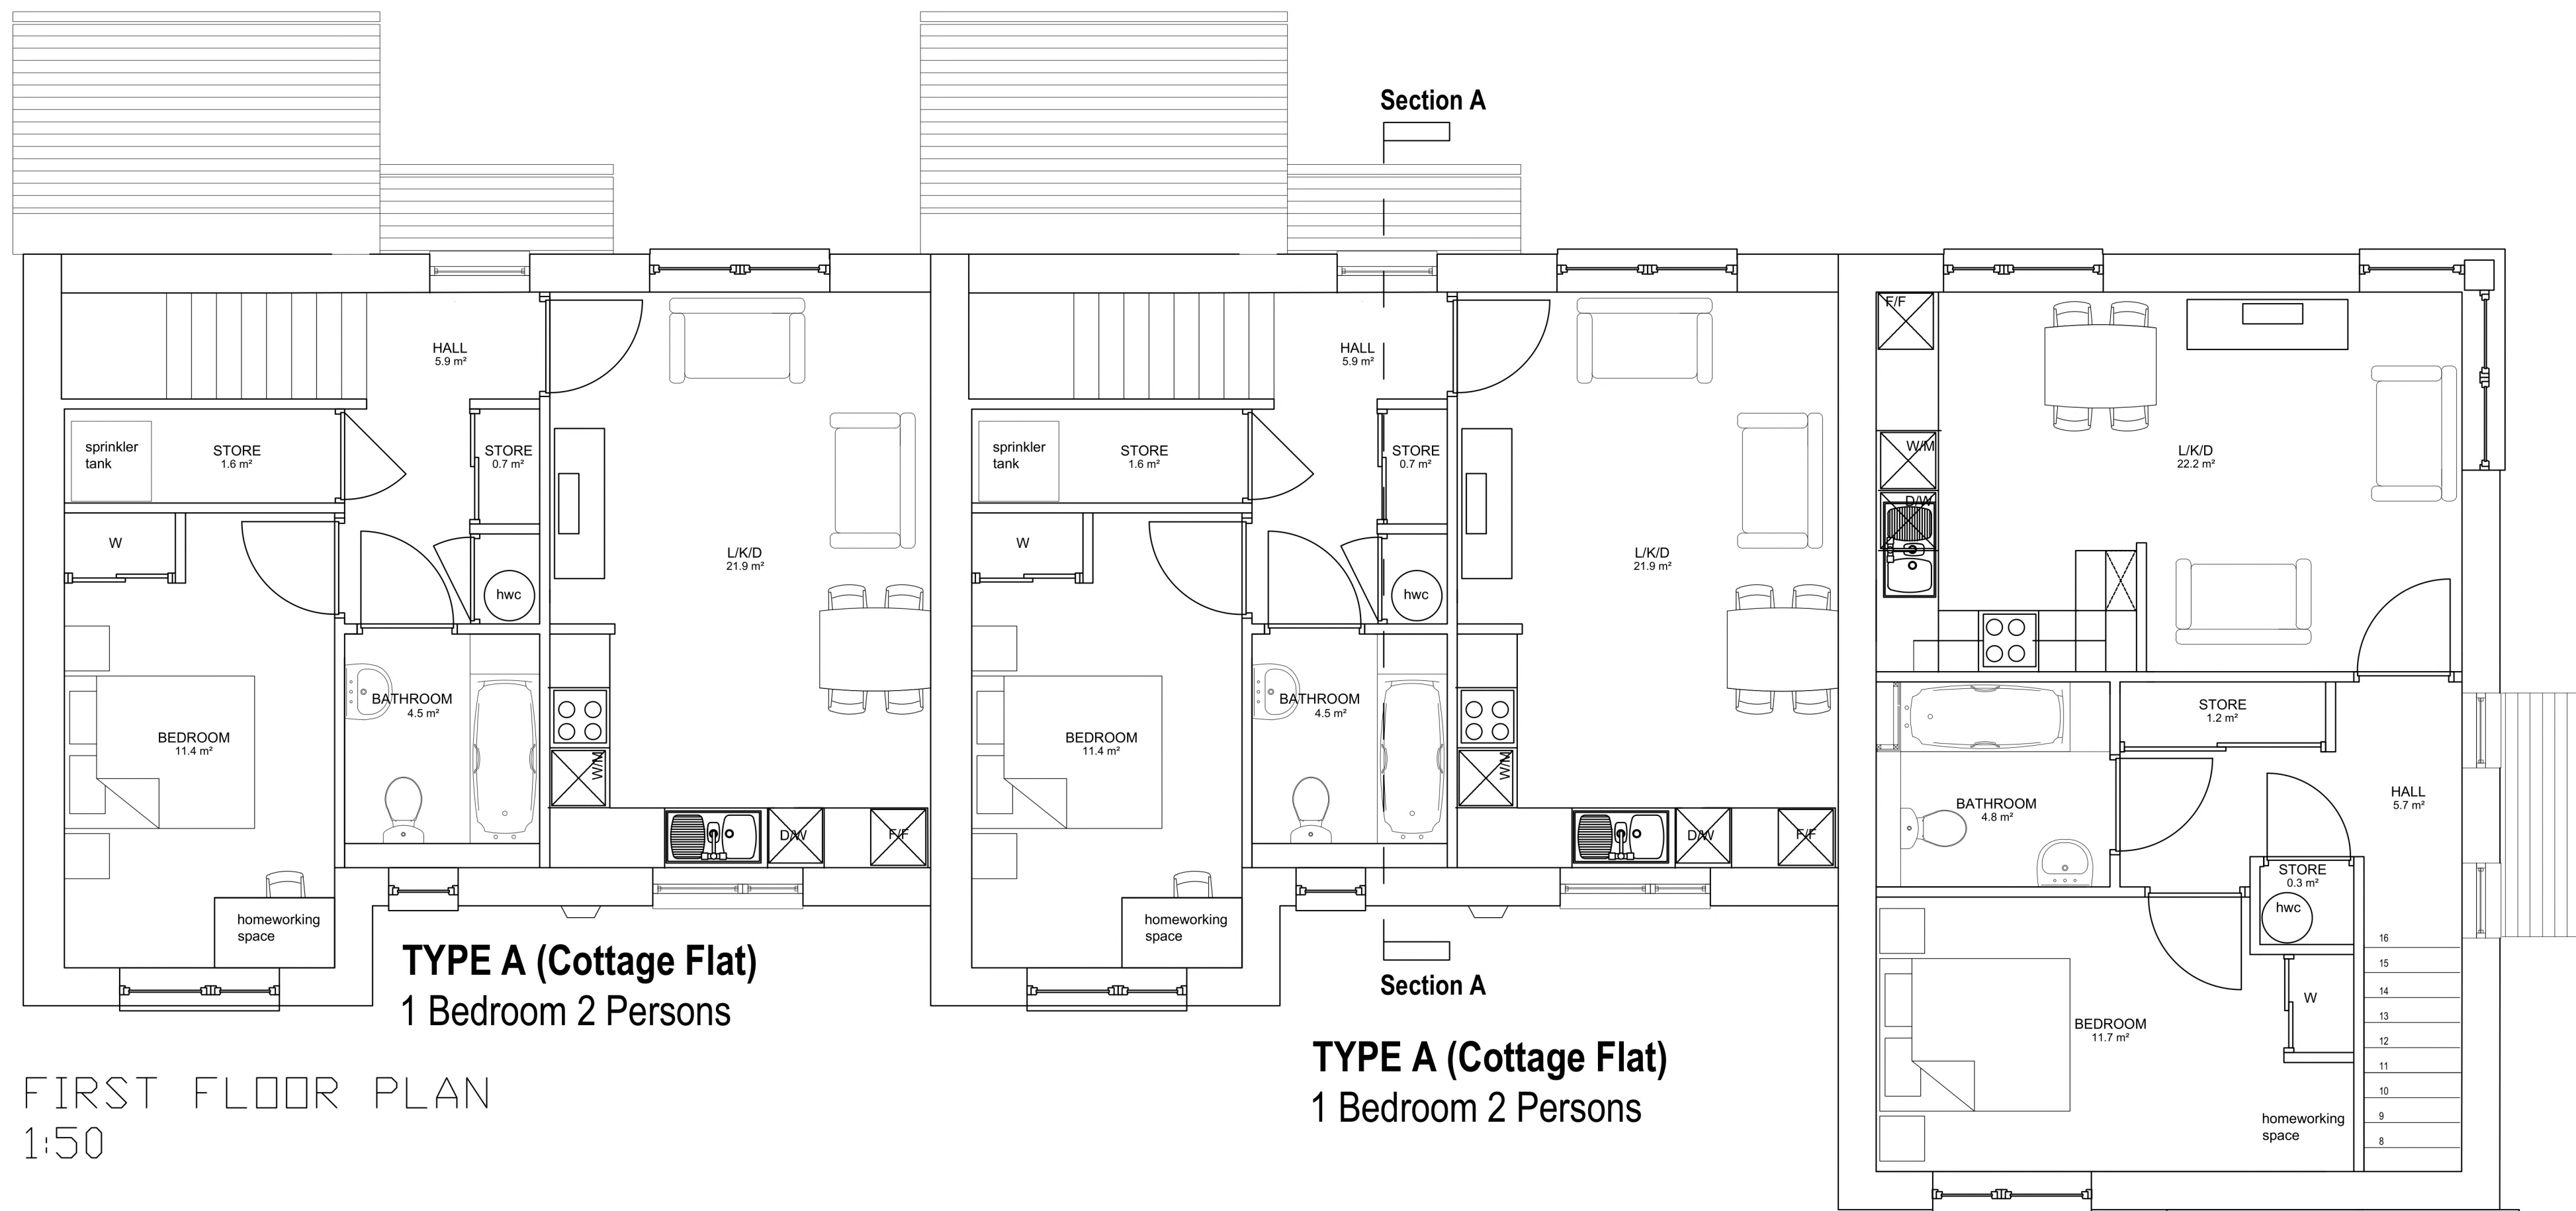 Section A
HALL
5.9 m²
sprinkler
tank
STORE
1.6 m²
STORE
0.7 m²
W
hwc
L/K/D
21.9 m²
BATHROOM
4.5 m²
BEDROOM
11.4 m²
W/M
D/W
F/F
homeworking
space
TYPE A (Cottage Flat)
1 Bedroom 2 Persons
HALL
5.9 m²
sprinkler
tank
STORE
1.6 m²
STORE
0.7 m²
W
hwc
L/K/D
21.9 m²
BATHROOM
4.5 m²
BEDROOM
11.4 m²
W/M
D/W
F/F
homeworking
space
Section A
TYPE A (Cottage Flat)
1 Bedroom 2 Persons
F/F
W/M
D/W
L/K/D
22.2 m²
STORE
1.2 m²
HALL
5.7 m²
BATHROOM
4.8 m²
STORE
0.3 m²
hwc
W
BEDROOM
11.7 m²
homeworking
space
16
15
14
13
12
11
10
9
8
FIRST FLOOR PLAN
1:50